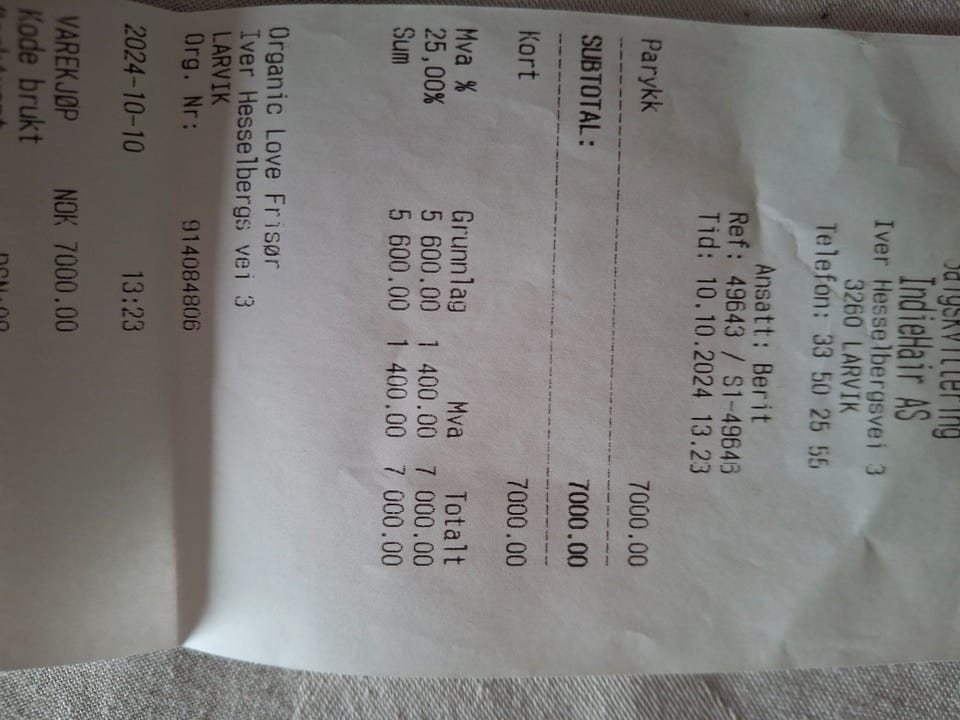 Salgskvittering
IndieHair AS
Iver Hesselbergsvei 3
3260 LARVIK
Telefon: 33 50 25 55
Ansatt: Berit
Ref: 49643 / S1-49643
Tid: 10.10.2024 13.23
Parykk 7000.00
SUBTOTAL: 7000.00
Kort 7000.00
Mva % Grunnlag Mva Totalt
25,00% 5 600.00 1 400.00 7 000.00
Sum 5 600.00 1 400.00 7 000.00
Organic Love Frisør
Iver Hesselbergs vei 3
LARVIK
Org. Nr: 914084806
2024-10-10 13:23
VAREKJØP NOK 7000.00
Kode brukt